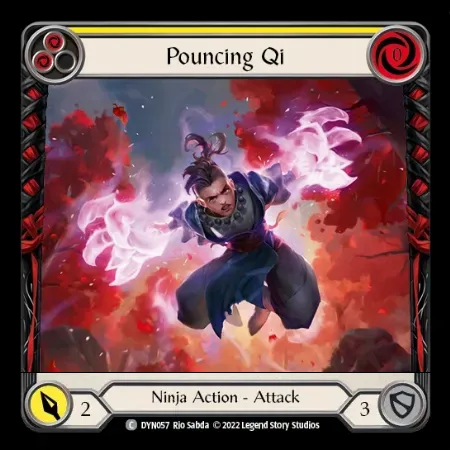 Pouncing Qi
0
Ninja Action - Attack
2
3
C DYN057 Rio Sabda © 2022 Legend Story Studios